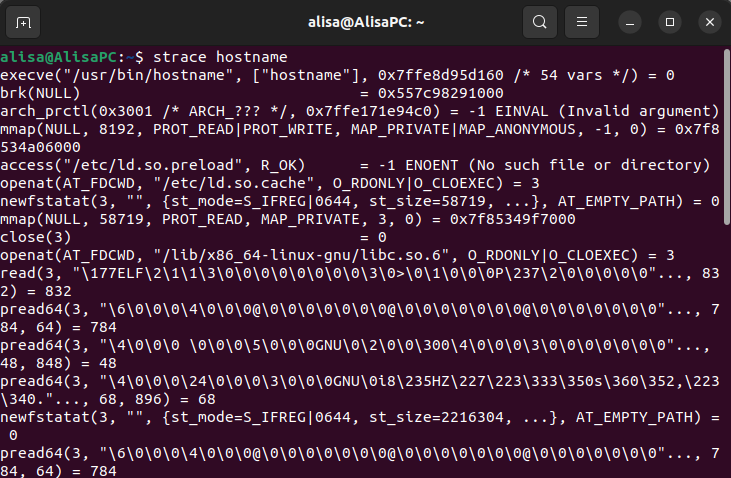 alisa@AlisaPC: ~
alisa@AlisaPC:~$ strace hostname
execve("/usr/bin/hostname", ["hostname"], 0x7ffe8d95d160 /* 54 vars */) = 0
brk(NULL)                               = 0x557c98291000
arch_prctl(0x3001 /* ARCH_??? */, 0x7ffe171e94c0) = -1 EINVAL (Invalid argument)
mmap(NULL, 8192, PROT_READ|PROT_WRITE, MAP_PRIVATE|MAP_ANONYMOUS, -1, 0) = 0x7f8
534a06000
access("/etc/ld.so.preload", R_OK)      = -1 ENOENT (No such file or directory)
openat(AT_FDCWD, "/etc/ld.so.cache", O_RDONLY|O_CLOEXEC) = 3
newfstatat(3, "", {st_mode=S_IFREG|0644, st_size=58719, ...}, AT_EMPTY_PATH) = 0
mmap(NULL, 58719, PROT_READ, MAP_PRIVATE, 3, 0) = 0x7f85349f7000
close(3)                                = 0
openat(AT_FDCWD, "/lib/x86_64-linux-gnu/libc.so.6", O_RDONLY|O_CLOEXEC) = 3
read(3, "\177ELF\2\1\1\3\0\0\0\0\0\0\0\0\3\0>\0\1\0\0\0P\237\2\0\0\0\0\0"..., 83
2) = 832
pread64(3, "\6\0\0\0\4\0\0\0@\0\0\0\0\0\0\0@\0\0\0\0\0\0\0@\0\0\0\0\0\0\0"..., 7
84, 64) = 784
pread64(3, "\4\0\0\0 \0\0\0\5\0\0\0GNU\0\2\0\0\300\4\0\0\0\3\0\0\0\0\0\0\0"...,
48, 848) = 48
pread64(3, "\4\0\0\0\24\0\0\0\3\0\0\0GNU\0i8\235HZ\227\223\333\350s\360\352,\223
\340."..., 68, 896) = 68
newfstatat(3, "", {st_mode=S_IFREG|0644, st_size=2216304, ...}, AT_EMPTY_PATH) =
 0
pread64(3, "\6\0\0\0\4\0\0\0@\0\0\0\0\0\0\0@\0\0\0\0\0\0\0@\0\0\0\0\0\0\0"..., 7
84, 64) = 784